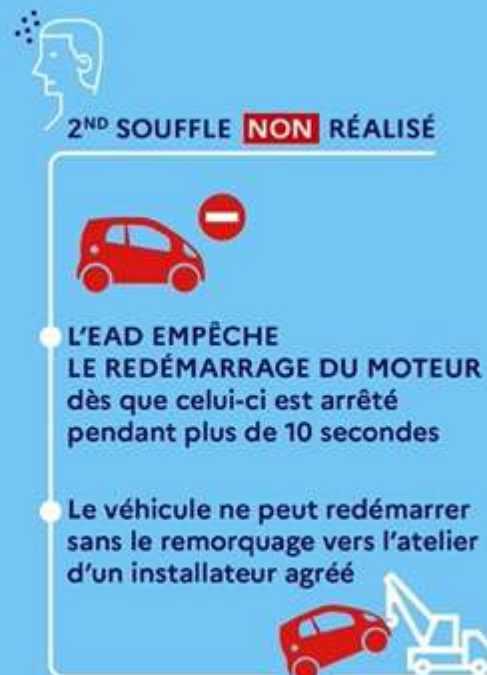 2ND SOUFFLE NON RÉALISÉ
L'EAD EMPÊCHE
LE REDÉMARRAGE DU MOTEUR
dès que celui-ci est arrêté
pendant plus de 10 secondes
Le véhicule ne peut redémarrer
sans le remorquage vers l'atelier
d'un installateur agréé